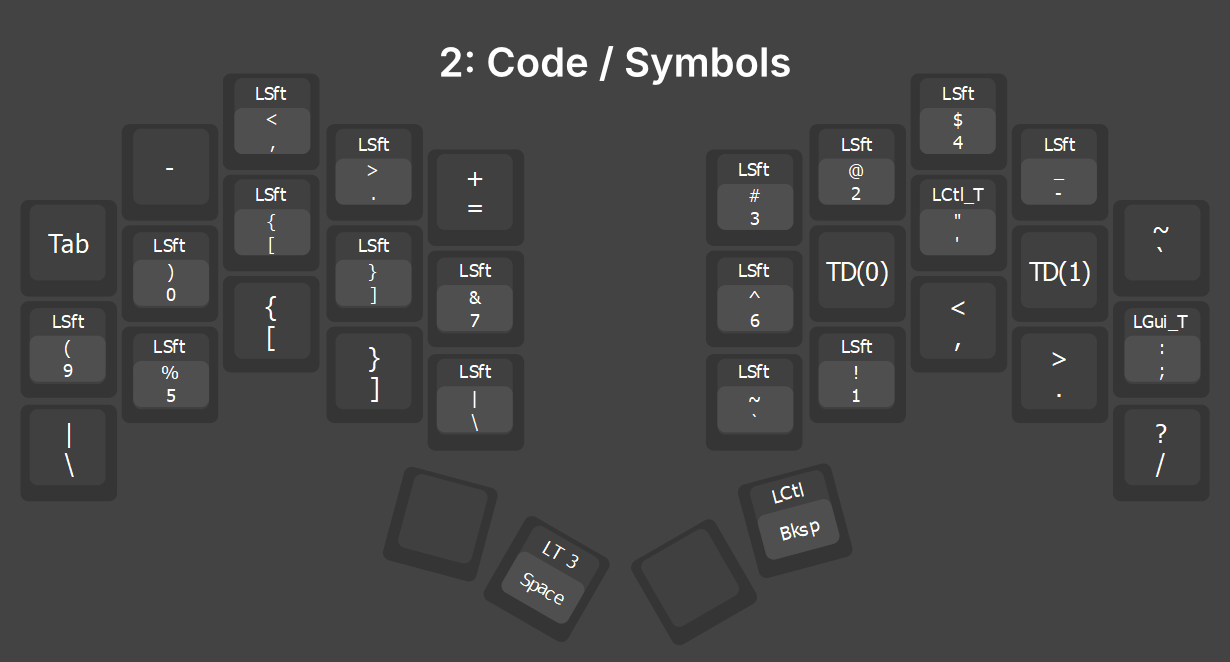 2: Code / Symbols
Tab
-
LSft
<
,
LSft
>
.
+
=
LSft
(
9
LSft
)
0
LSft
{
[
LSft
}
]
LSft
&
7
|
\
LSft
%
5
{
[
}
]
LSft
|
\
LT 3
Space
LSft
#
3
LSft
@
2
LSft
$
4
LSft
_
-
~
`
LSft
^
6
TD(0)
LCtl_T
"
'
TD(1)
LGui_T
:
;
LSft
~
`
LSft
!
1
<
,
>
.
?
/
LCtl
Bksp